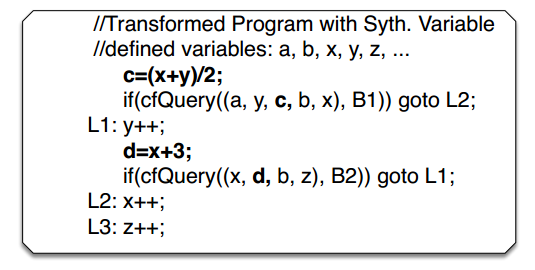 //Transformed Program with Syth. Variable
//defined variables: a, b, x, y, z, ...
c=(x+y)/2;
if(cfQuery((a, y, c, b, x), B1)) goto L2;
L1: y++;
d=x+3;
if(cfQuery((x, d, b, z), B2)) goto L1;
L2: x++;
L3: z++;